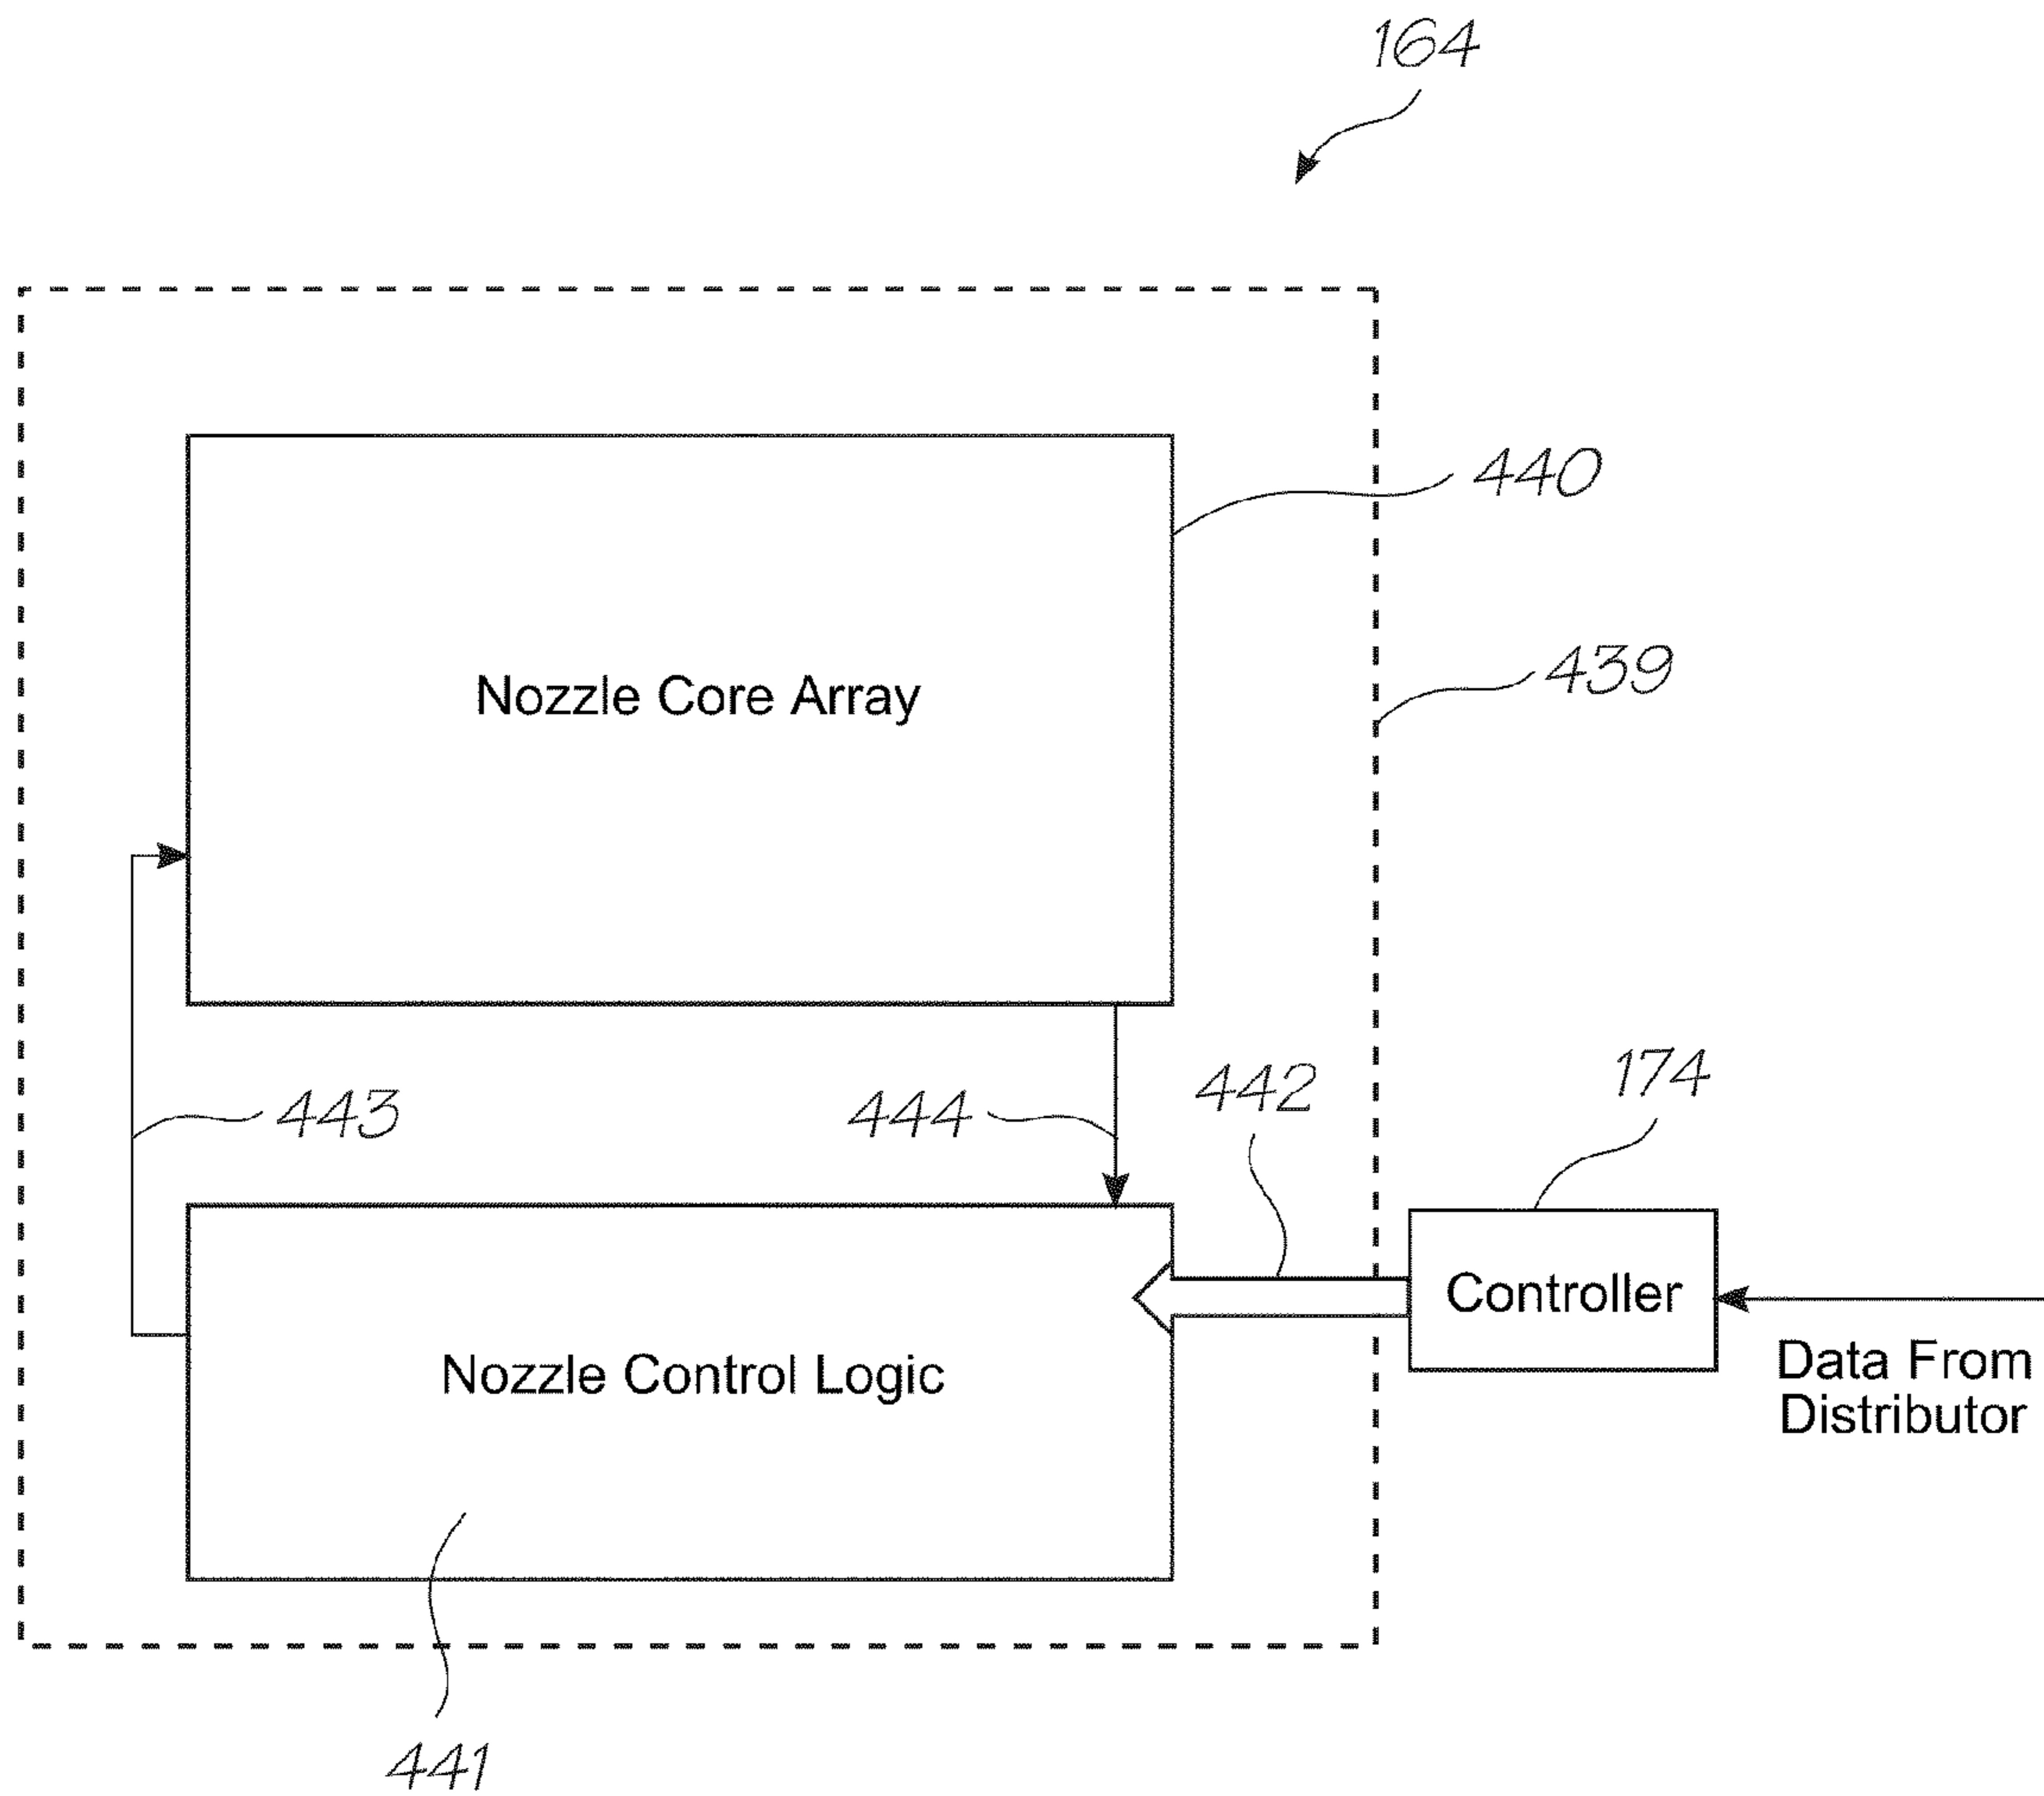 164
440
Nozzle Core Array
439
443
444
442
174
Controller
Nozzle Control Logic
Data From
Distributor
441